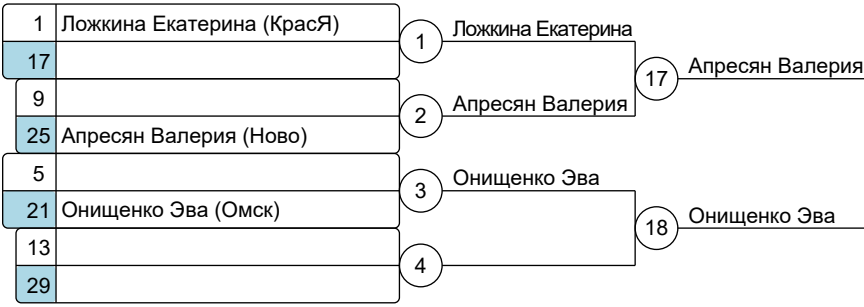 1 Ложкина Екатерина (КрасЯ)
17
1 Ложкина Екатерина
9
25 Апресян Валерия (Ново)
2 Апресян Валерия
17 Апресян Валерия
5
21 Онищенко Эва (Омск)
3 Онищенко Эва
13
29
4
18 Онищенко Эва